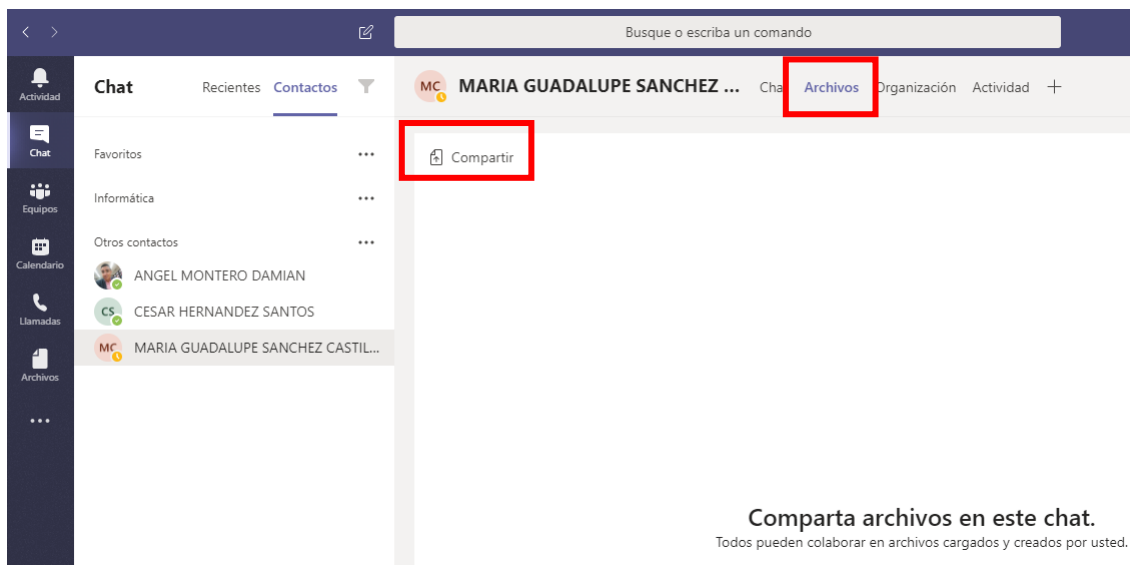 Busque o escriba un comando
Actividad
Chat
Equipos
Calendario
Llamadas
Archivos
Chat Recientes Contactos
Favoritos
Informática
Otros contactos
ANGEL MONTERO DAMIAN
CS CESAR HERNANDEZ SANTOS
MC MARIA GUADALUPE SANCHEZ CASTIL...
MC MARIA GUADALUPE SANCHEZ ... Cha Archivos Organización Actividad
Compartir
Comparta archivos en este chat.
Todos pueden colaborar en archivos cargados y creados por usted.